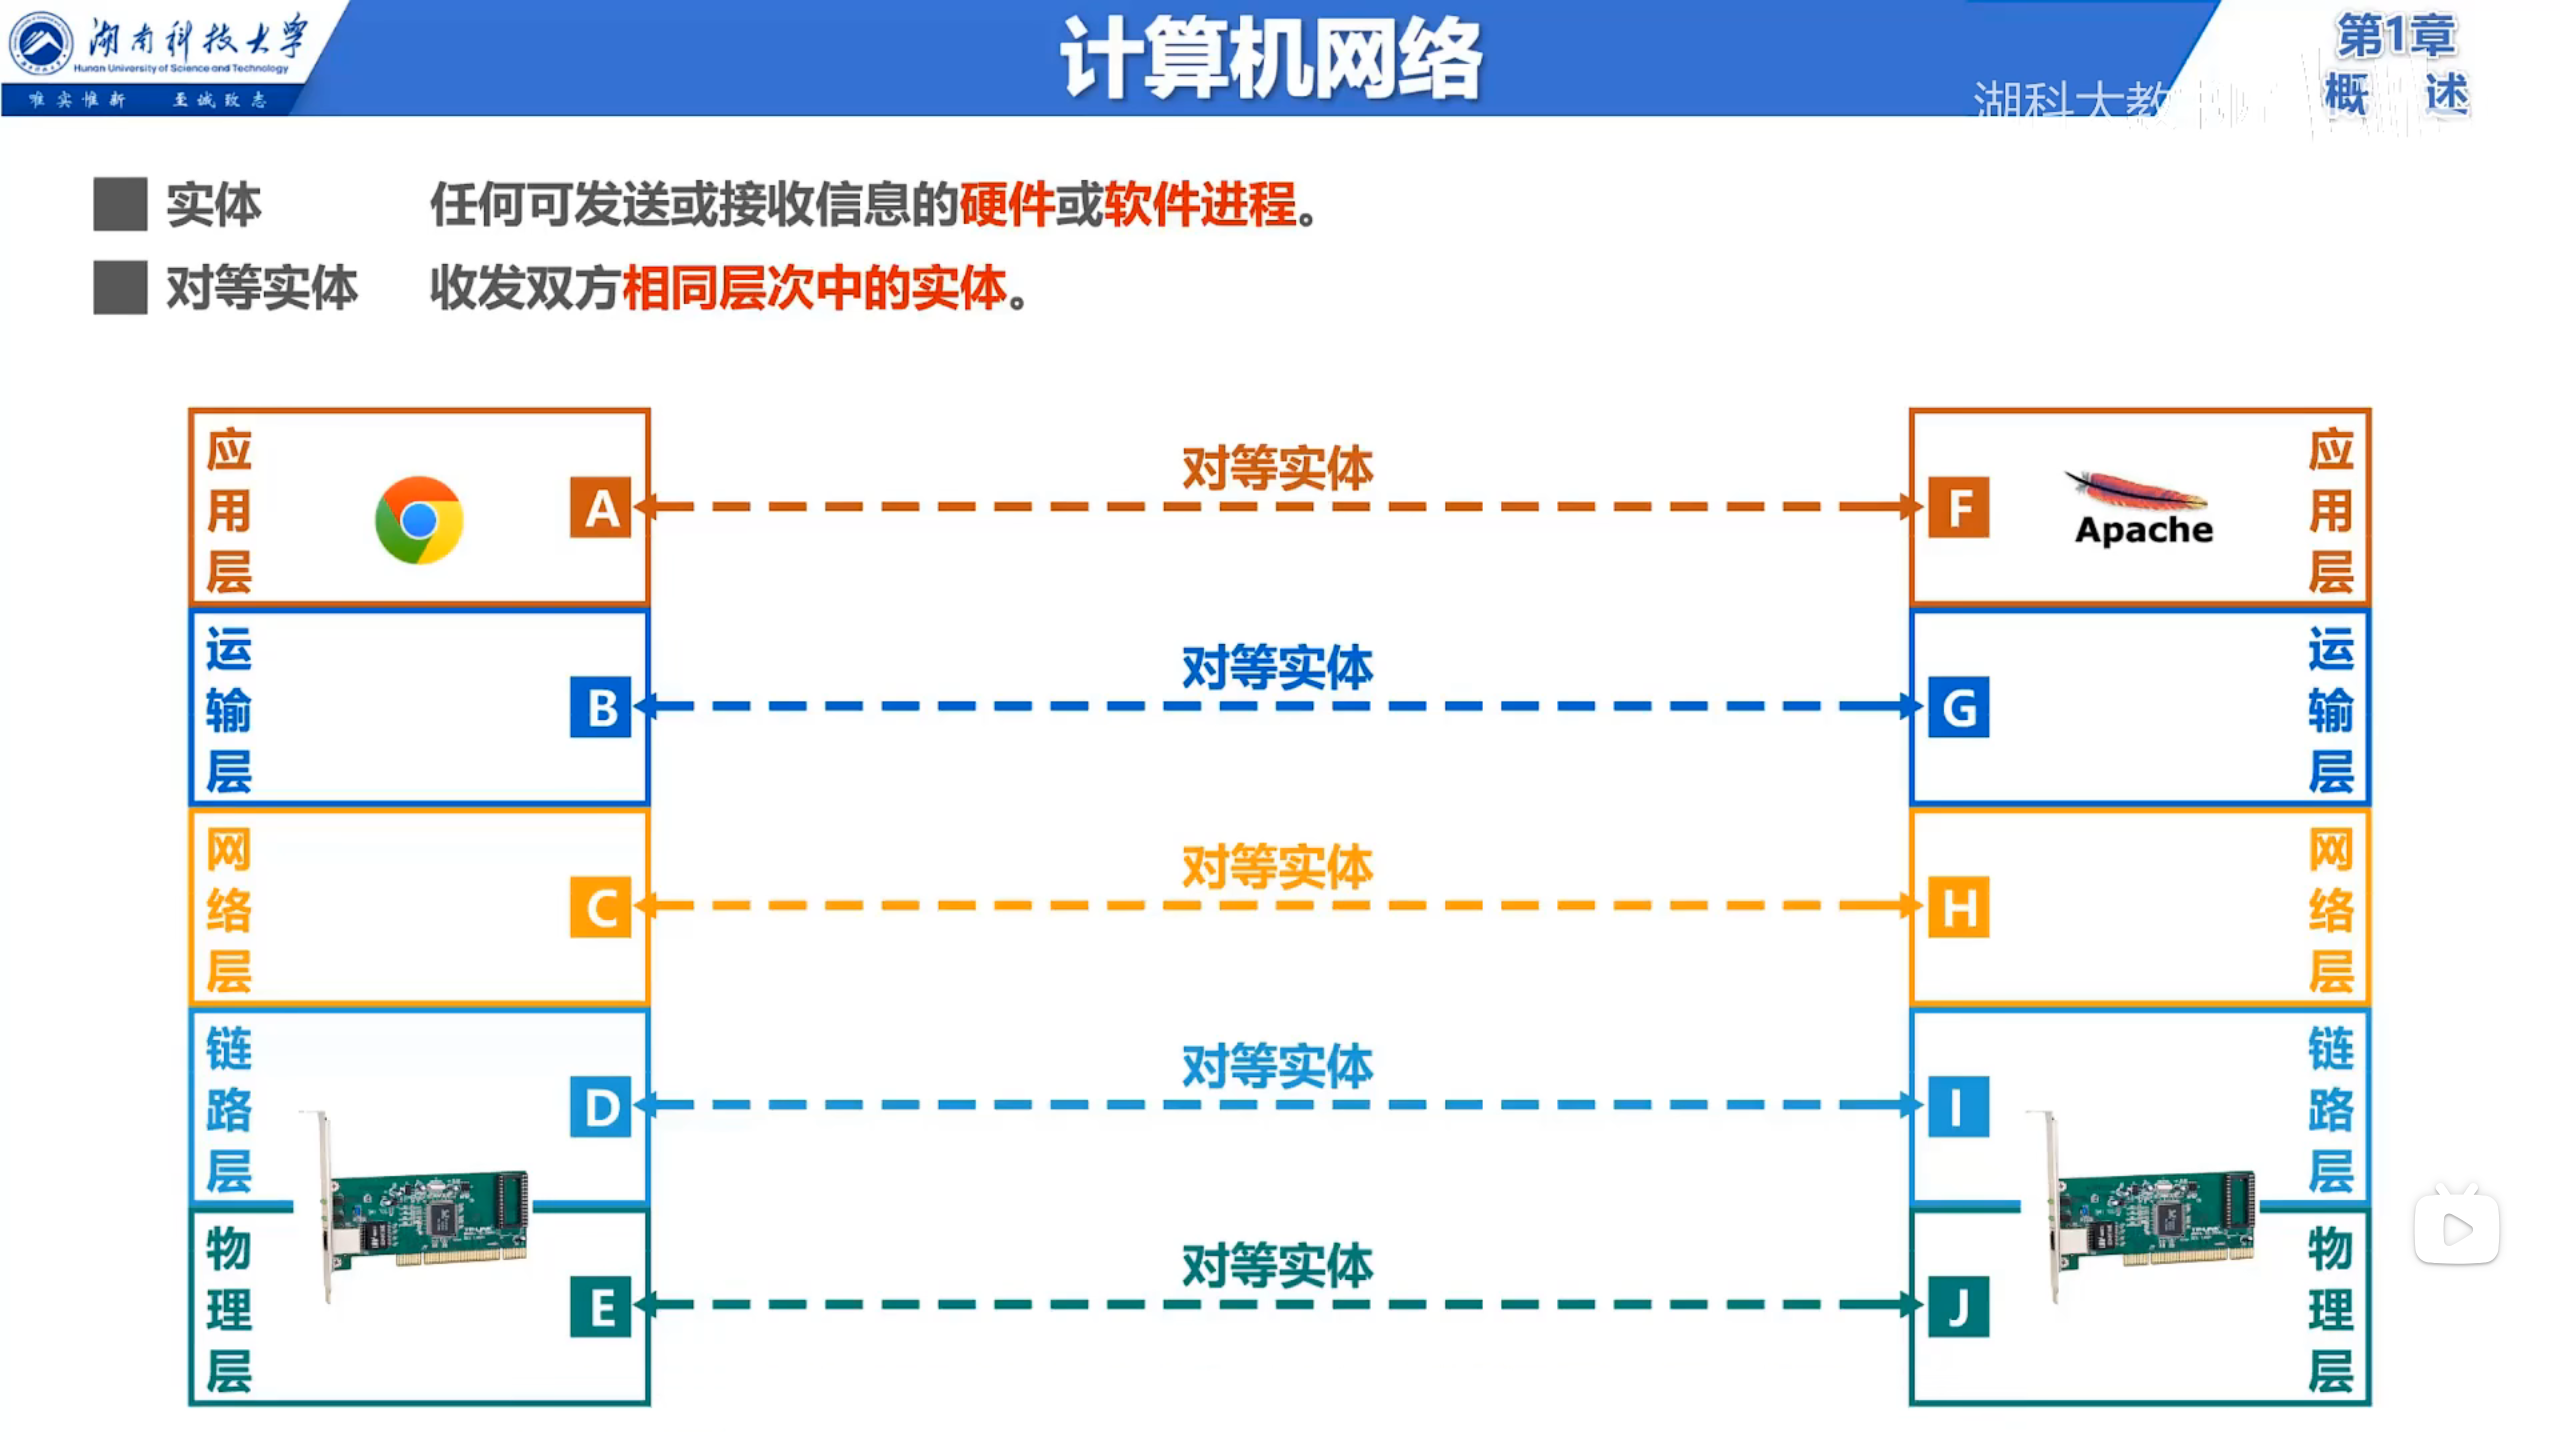 湖南科技大学
Hunan University of Science and Technology
唯实惟新 至诚致志
计算机网络
第1章
概 述
湖科大教
实体 任何可发送或接收信息的硬件或软件进程。
对等实体 收发双方相同层次中的实体。
应用层 A 对等实体 F Apache 应用层
运输层 B 对等实体 G 运输层
网络层 C 对等实体 H 网络层
链路层 D 对等实体 I 链路层
物理层 E 对等实体 J 物理层